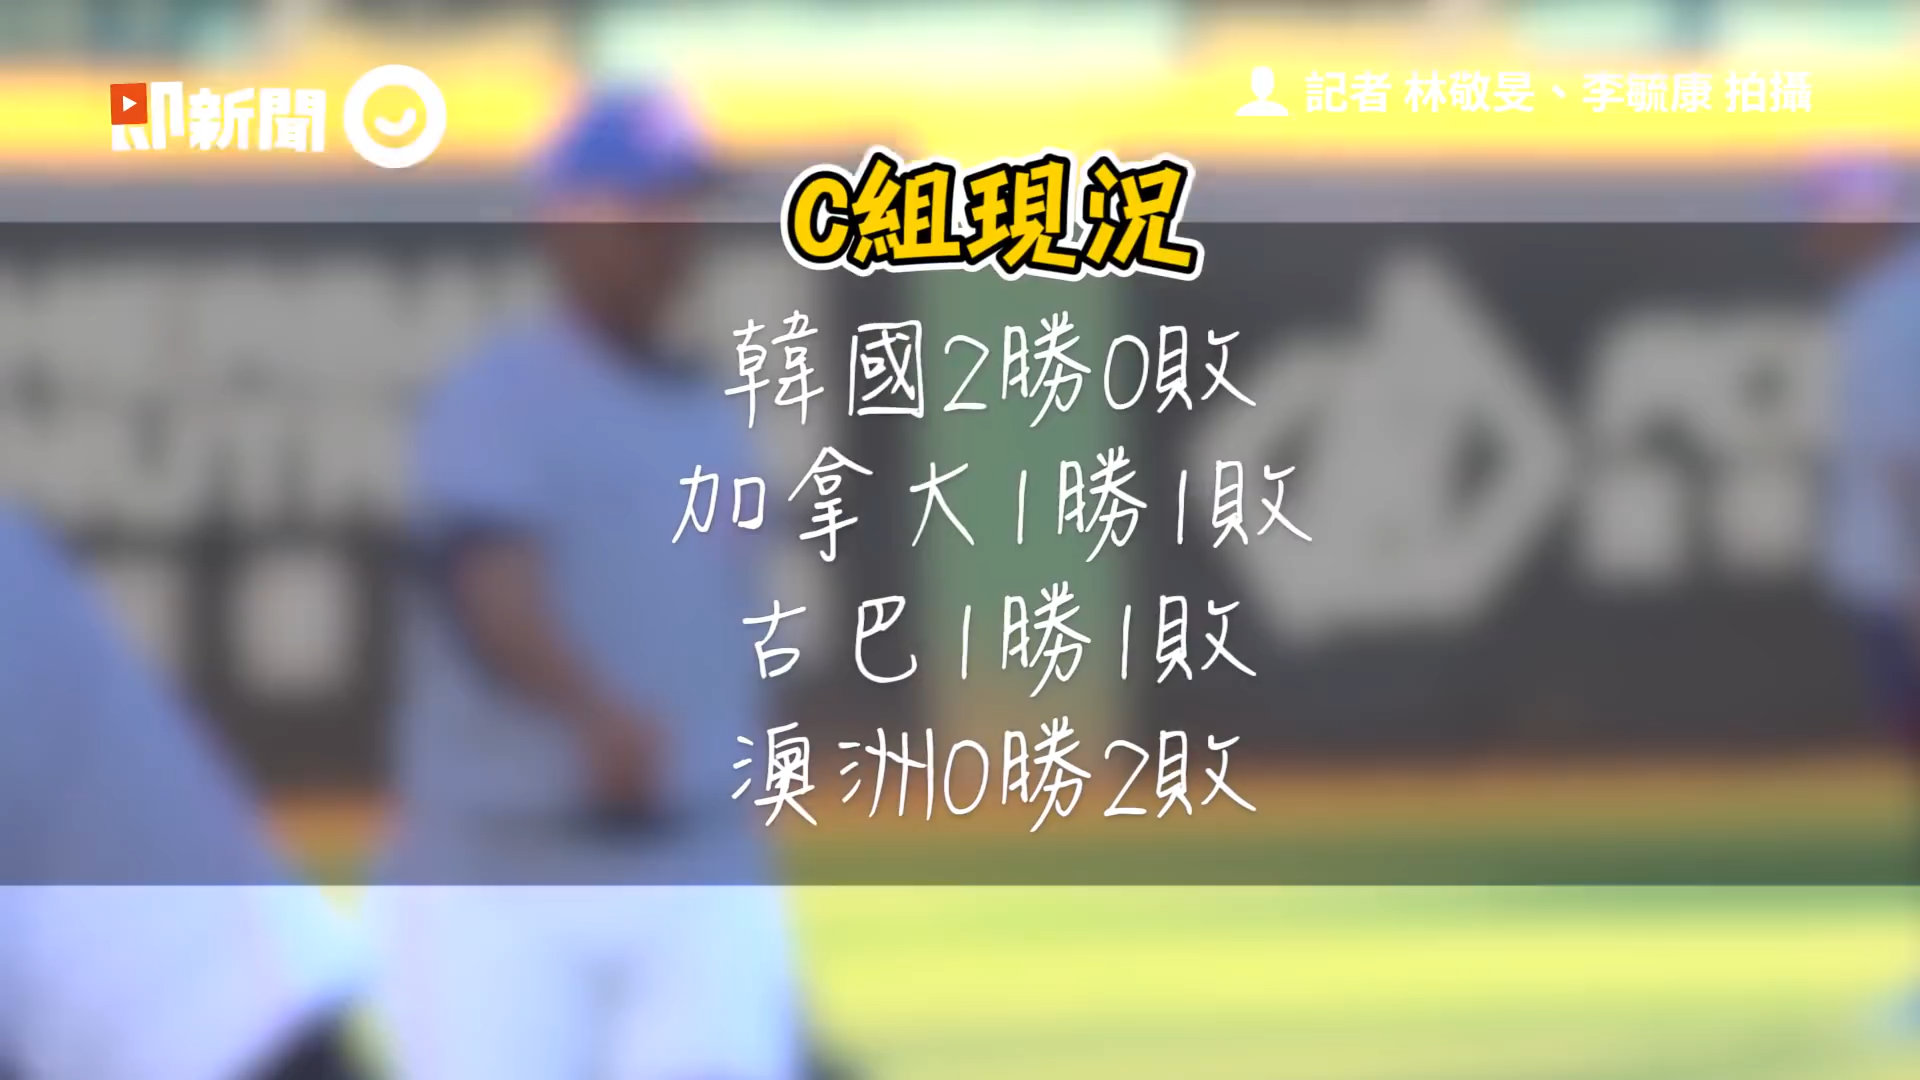 即新聞
記者 林敬旻、李毓康 拍攝
C組現況
韓國2勝0敗
加拿大1勝1敗
古巴1勝1敗
澳洲0勝2敗